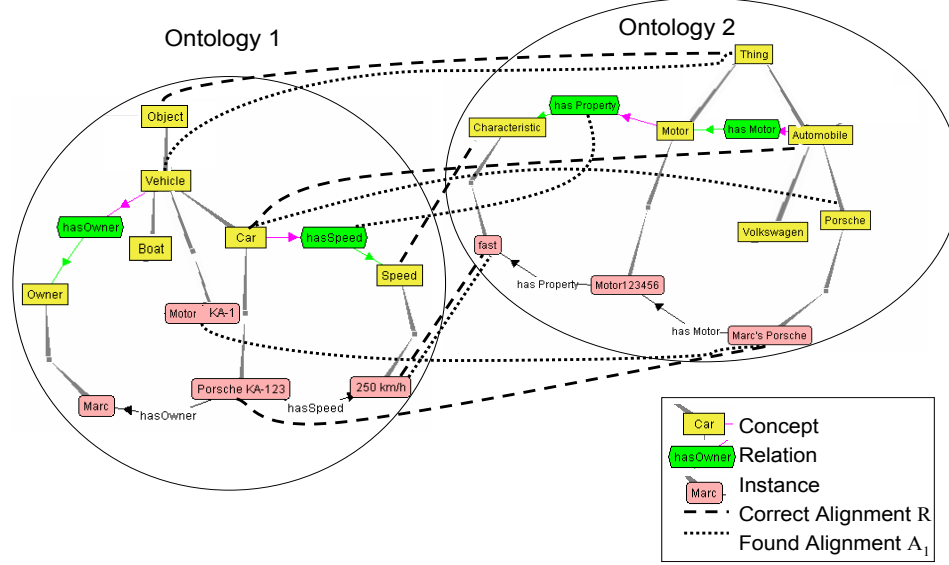 Ontology 1
Ontology 2
Thing
Object
has Property
Characteristic
Motor
has Motor
Automobile
Vehicle
hasOwner
Boat
Car
hasSpeed
Speed
Owner
Volkswagen
Porsche
fast
has Property
Motor123456
Motor KA-1
has Motor
Marc's Porsche
Marc
hasOwner
Porsche KA-123
hasSpeed
250 km/h
Car
Concept
hasOwner
Relation
Marc
Instance
Correct Alignment R
Found Alignment A1